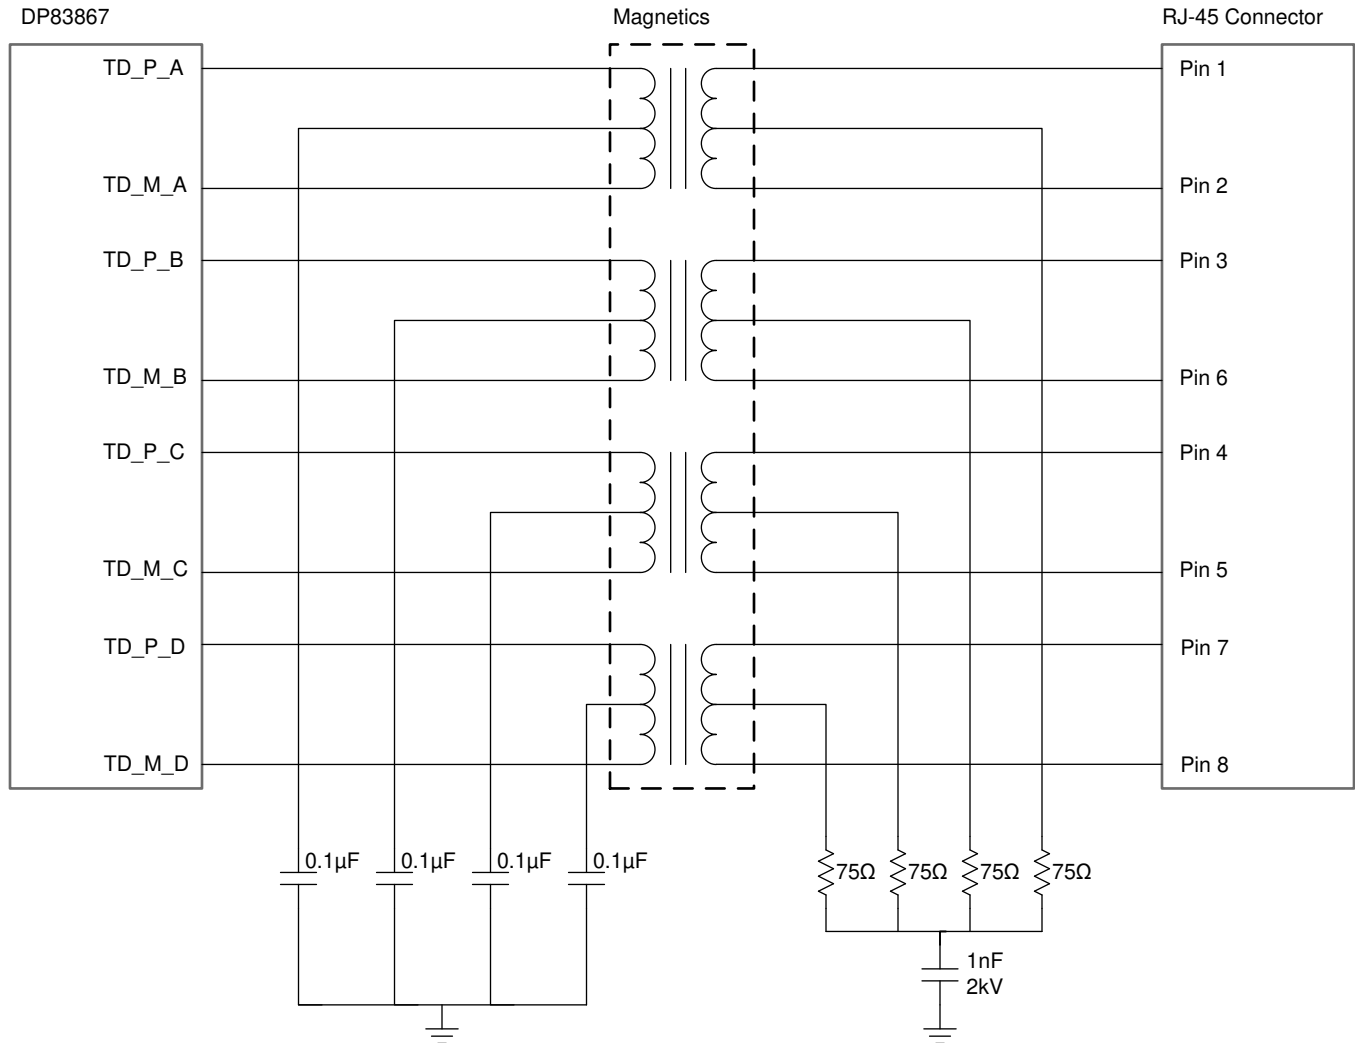 DP83867
Magnetics
RJ-45 Connector
TD_P_A
Pin 1
TD_M_A
Pin 2
TD_P_B
Pin 3
TD_M_B
Pin 6
TD_P_C
Pin 4
TD_M_C
Pin 5
TD_P_D
Pin 7
TD_M_D
Pin 8
0.1µF
0.1µF
0.1µF
0.1µF
75Ω
75Ω
75Ω
75Ω
1nF
2kV